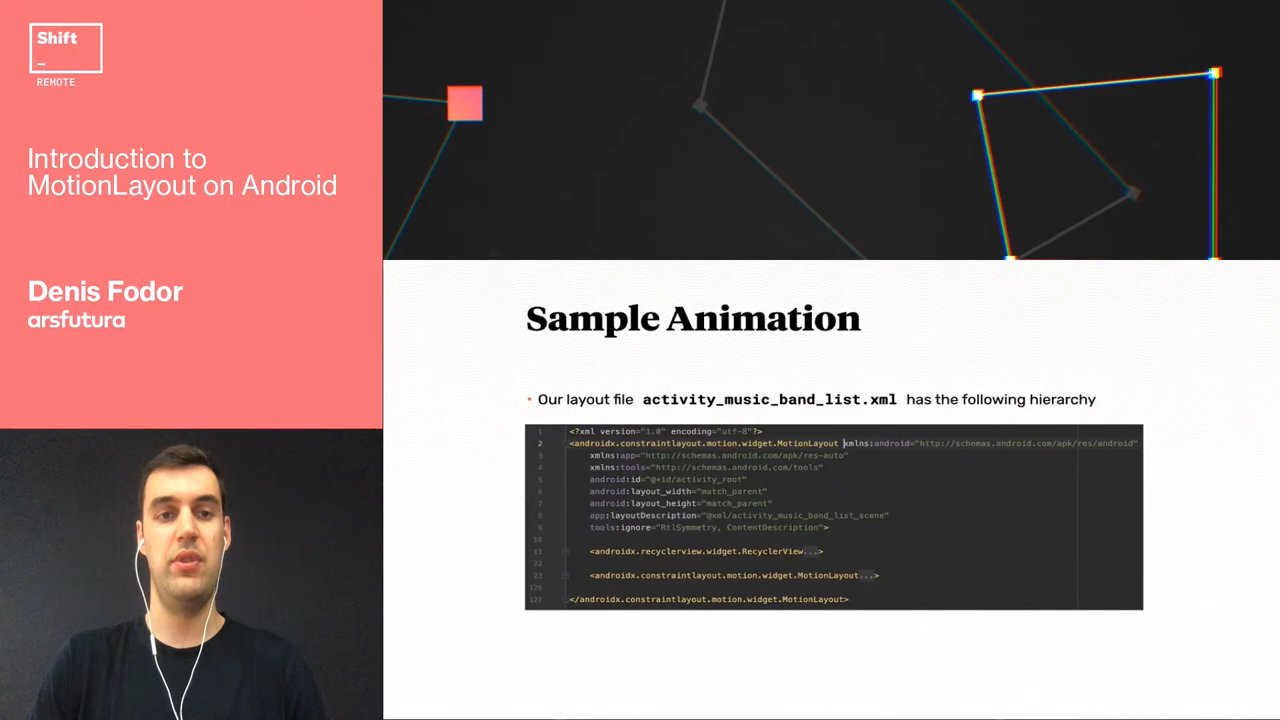 Shift
_
REMOTE
Introduction to
MotionLayout on Android
Denis Fodor
arsfutura
Sample Animation
• Our layout file activity_music_band_list.xml has the following hierarchy
1 <?xml version="1.0" encoding="utf-8"?>
2 <androidx.constraintlayout.motion.widget.MotionLayout xmlns:android="http://schemas.android.com/apk/res/android"
3 xmlns:app="http://schemas.android.com/apk/res-auto"
4 xmlns:tools="http://schemas.android.com/tools"
5 android:id="@+id/activity_root"
6 android:layout_width="match_parent"
7 android:layout_height="match_parent"
8 app:layoutDescription="@xml/activity_music_band_list_scene"
9 tools:ignore="RtlSymmetry, ContentDescription">
10
11 <androidx.recyclerview.widget.RecyclerView...>
22
23 <androidx.constraintlayout.motion.widget.MotionLayout...>
126
127 </androidx.constraintlayout.motion.widget.MotionLayout>